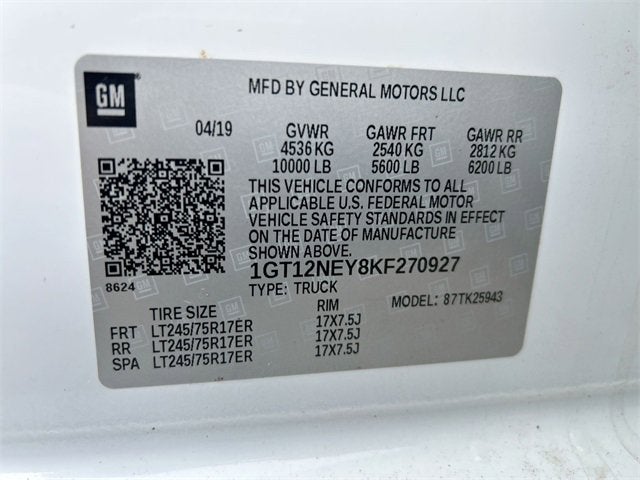 GM
MFD BY GENERAL MOTORS LLC
04/19 GVWR GAWR FRT GAWR RR
4536 KG 2540 KG 2812 KG
10000 LB 5600 LB 6200 LB
THIS VEHICLE CONFORMS TO ALL
APPLICABLE U.S. FEDERAL MOTOR
VEHICLE SAFETY STANDARDS IN EFFECT
ON THE DATE OF MANUFACTURE
SHOWN ABOVE.
8624
1GT12NEY8KF270927
TYPE: TRUCK MODEL: 87TK25943
TIRE SIZE RIM
FRT LT245/75R17ER 17X7.5J
RR LT245/75R17ER 17X7.5J
SPA LT245/75R17ER 17X7.5J